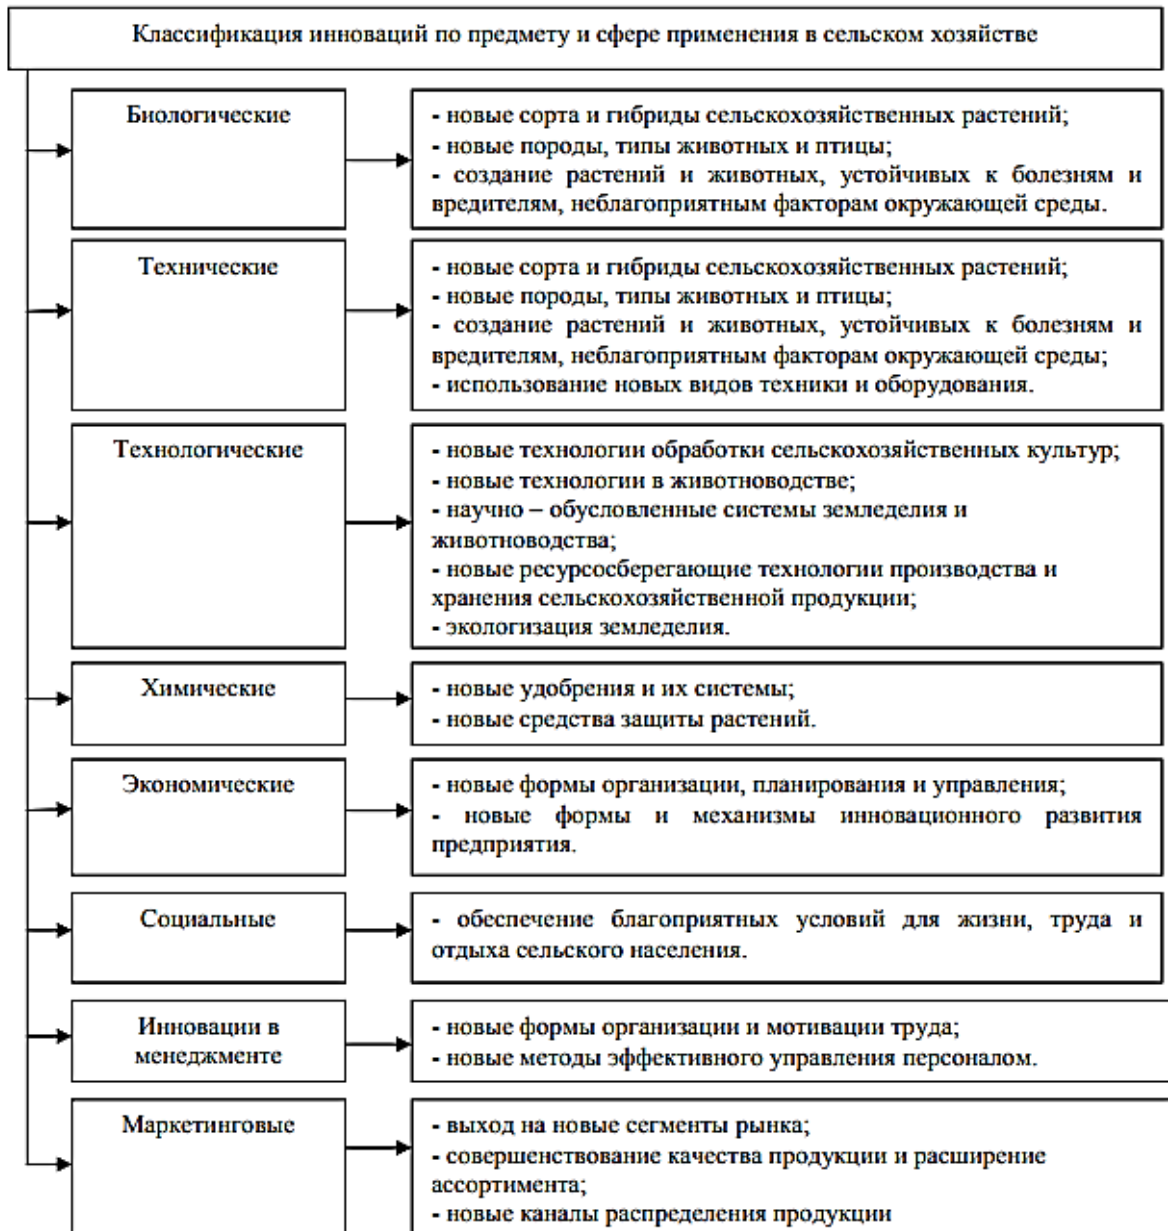 Классификация инноваций по предмету и сфере применения в сельском хозяйстве
Биологические
- новые сорта и гибриды сельскохозяйственных растений;
- новые породы, типы животных и птицы;
- создание растений и животных, устойчивых к болезням и
вредителям, неблагоприятным факторам окружающей среды.
Технические
- новые сорта и гибриды сельскохозяйственных растений;
- новые породы, типы животных и птицы;
- создание растений и животных, устойчивых к болезням и
вредителям, неблагоприятным факторам окружающей среды;
- использование новых видов техники и оборудования.
Технологические
- новые технологии обработки сельскохозяйственных культур;
- новые технологии в животноводстве;
- научно – обусловленные системы земледелия и
животноводства;
- новые ресурсосберегающие технологии производства и
хранения сельскохозяйственной продукции;
- экологизация земледелия.
Химические
- новые удобрения и их системы;
- новые средства защиты растений.
Экономические
- новые формы организации, планирования и управления;
- новые формы и механизмы инновационного развития
предприятия.
Социальные
- обеспечение благоприятных условий для жизни, труда и
отдыха сельского населения.
Инновации в
менеджменте
- новые формы организации и мотивации труда;
- новые методы эффективного управления персоналом.
Маркетинговые
- выход на новые сегменты рынка;
- совершенствование качества продукции и расширение
ассортимента;
- новые каналы распределения продукции